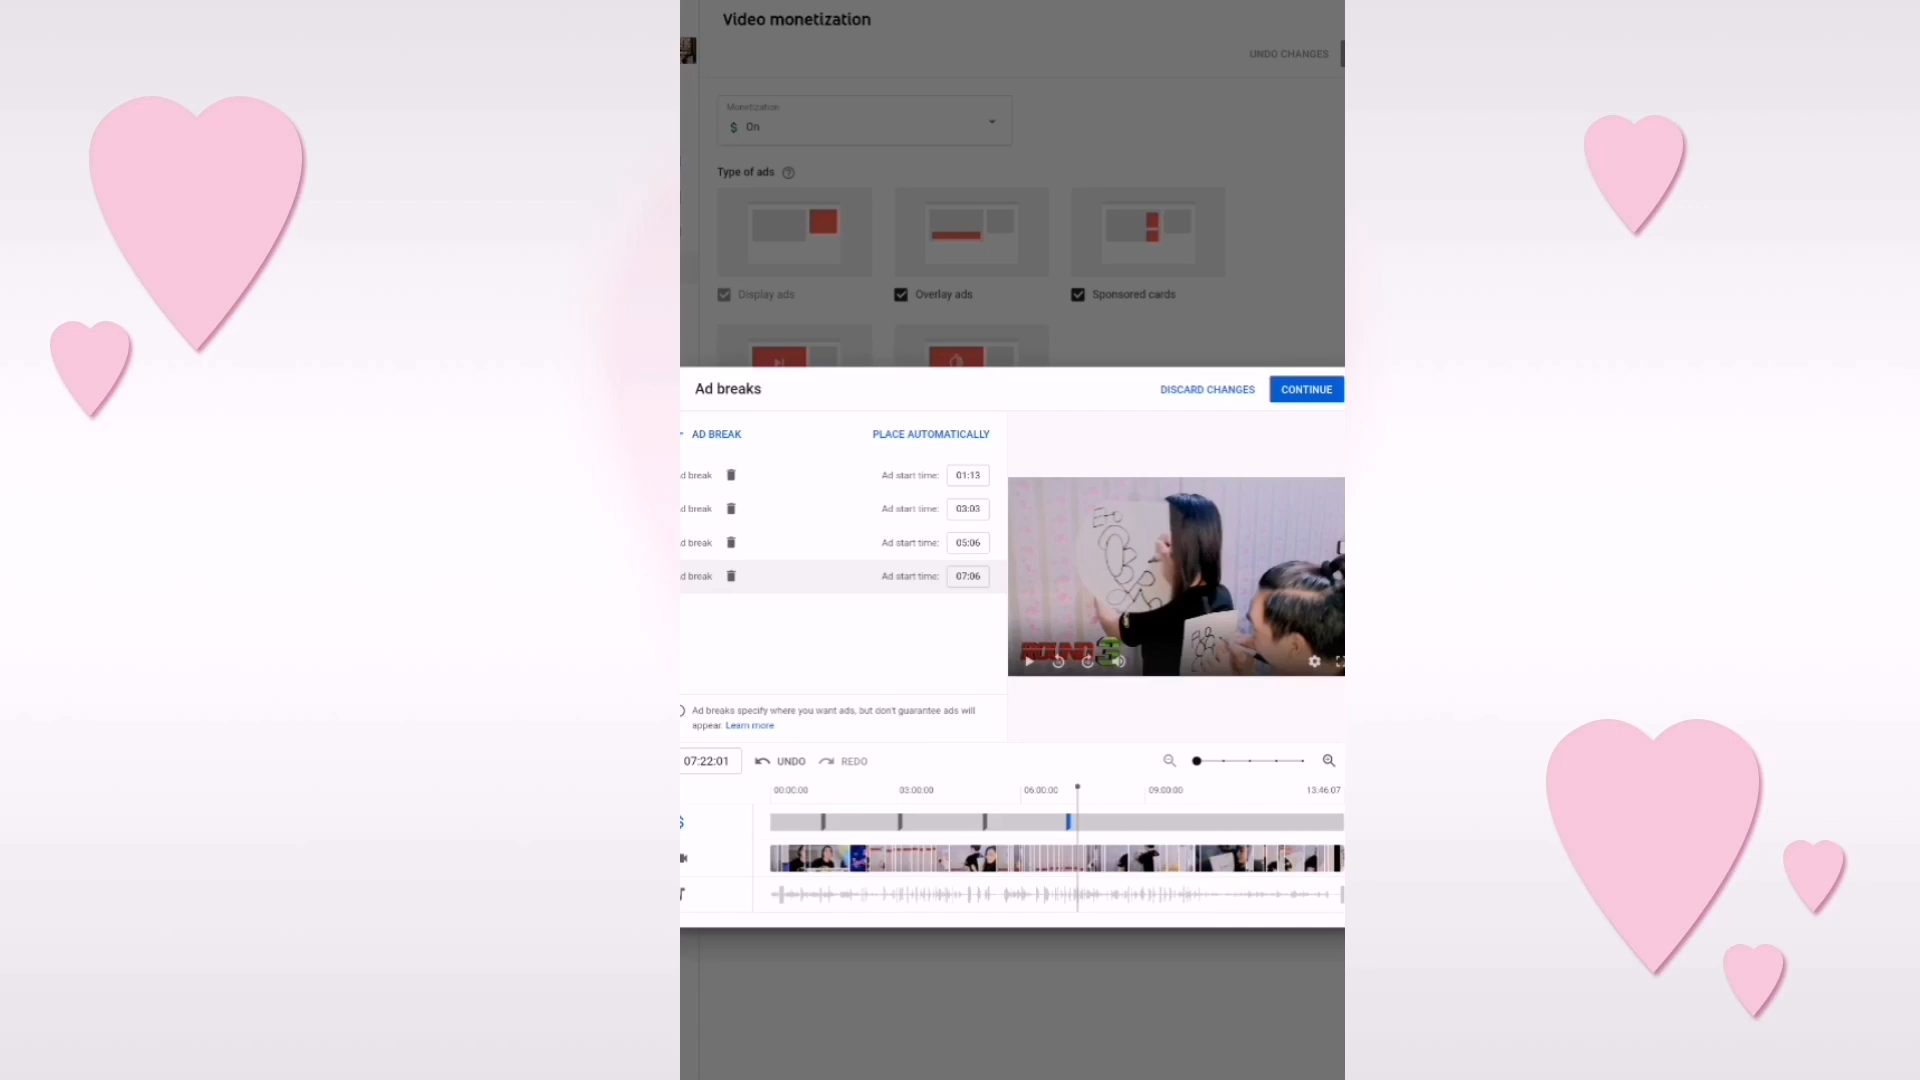 Video monetization
UNDO CHANGES
Monetization
$ On
Type of ads
Display ads
Overlay ads
Sponsored cards
Ad breaks
DISCARD CHANGES
CONTINUE
AD BREAK
PLACE AUTOMATICALLY
d break
Ad start time: 01:13
d break
Ad start time: 03:03
d break
Ad start time: 05:06
d break
Ad start time: 07:06
ROUND 3
Ad breaks specify where you want ads, but don't guarantee ads will
appear. Learn more
07:22:01
UNDO
REDO
00:00:00
03:00:00
06:00:00
09:00:00
13:46:07